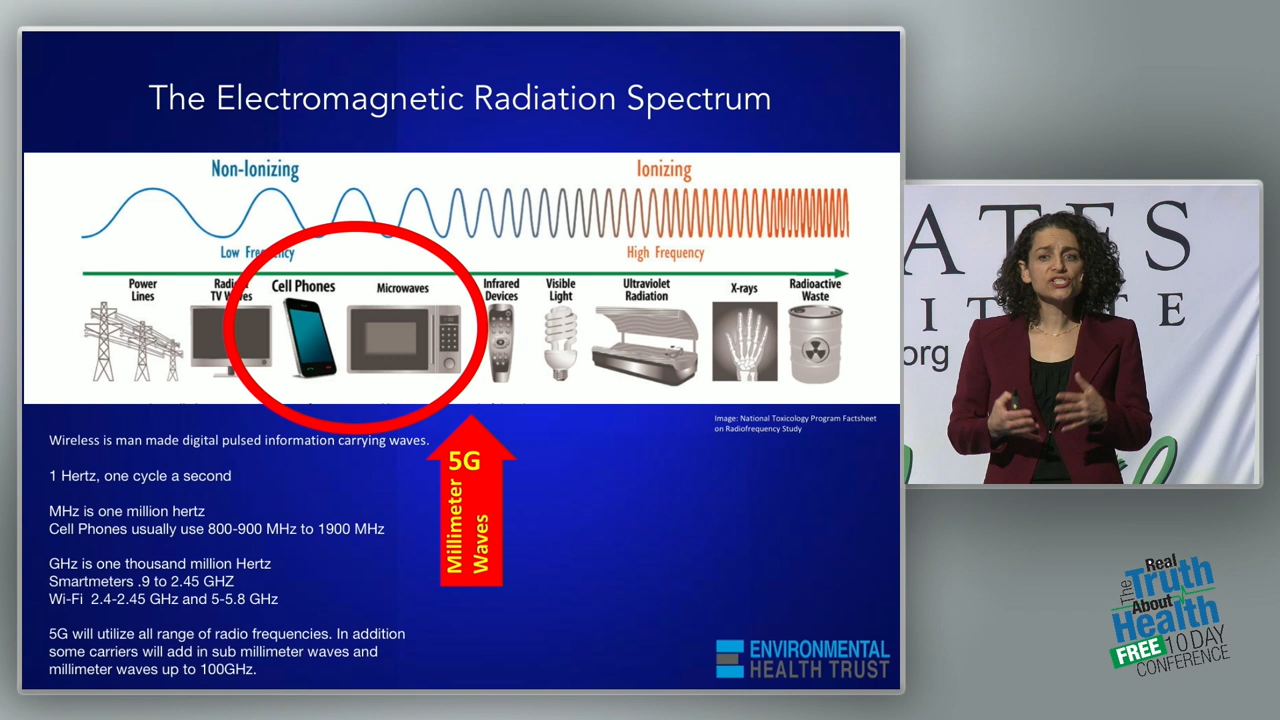 The Electromagnetic Radiation Spectrum
Non-Ionizing
Ionizing
Low Frequency
High Frequency
Power
Lines
TV Waves
Cell Phones
Microwaves
Infrared
Devices
Visible
Light
Ultraviolet
Radiation
X-rays
Radioactive
Waste
Image: National Toxicology Program Factsheet
on Radiofrequency Study
Wireless is man made digital pulsed information carrying waves.
1 Hertz, one cycle a second
MHz is one million hertz
Cell Phones usually use 800-900 MHz to 1900 MHz
GHz is one thousand million Hertz
Smartmeters .9 to 2.45 GHZ
Wi-Fi 2.4-2.45 GHz and 5-5.8 GHz
5G will utilize all range of radio frequencies. In addition
some carriers will add in sub millimeter waves and
millimeter waves up to 100GHz.
5G
Millimeter
Waves
ENVIRONMENTAL
HEALTH TRUST
ATES
ITE
org
The Real
Truth
About
Health
FREE 10 DAY
CONFERENCE